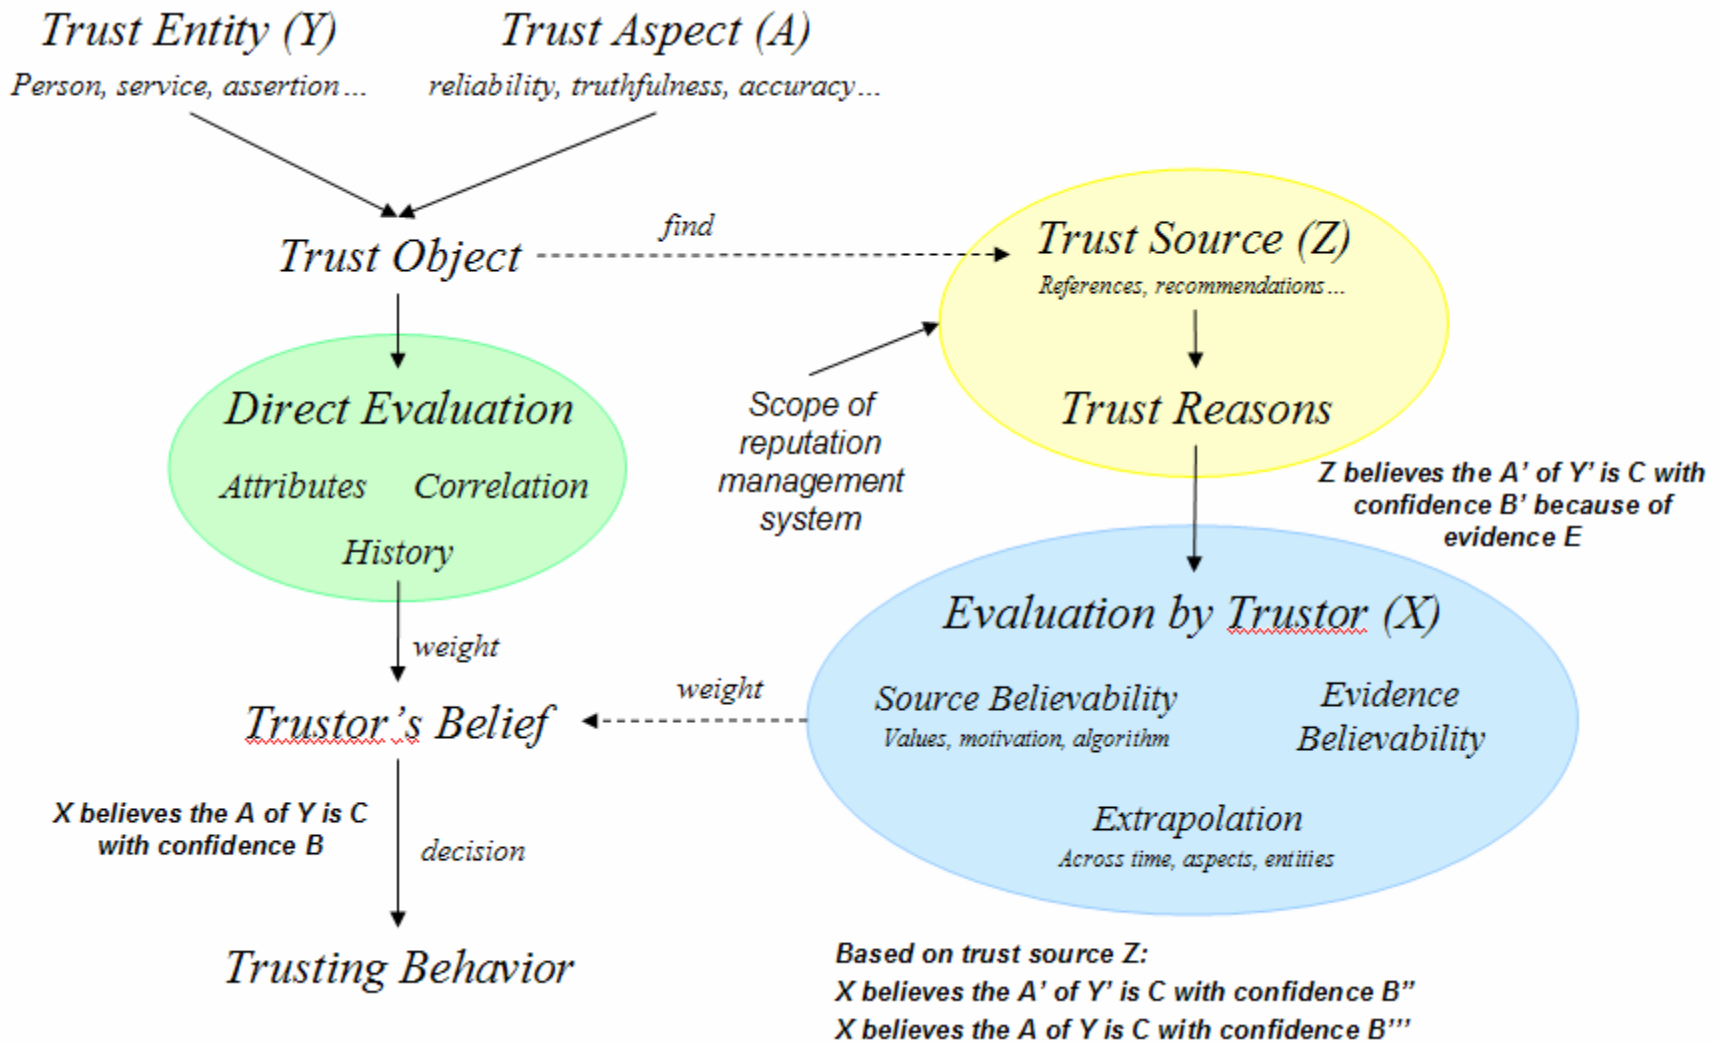 Trust Entity (Y)
Person, service, assertion…
Trust Aspect (A)
reliability, truthfulness, accuracy…
Trust Object
find
Trust Source (Z)
References, recommendations…
Trust Reasons
Scope of
reputation
management
system
Direct Evaluation
Attributes Correlation
History
weight
Z believes the A’ of Y’ is C with
confidence B’ because of
evidence E
Evaluation by Trustor (X)
Source Believability
Values, motivation, algorithm
Evidence
Believability
Extrapolation
Across time, aspects, entities
weight
Trustor’s Belief
X believes the A of Y is C
with confidence B
decision
Trusting Behavior
Based on trust source Z:
X believes the A’ of Y’ is C with confidence B”
X believes the A of Y is C with confidence B”’